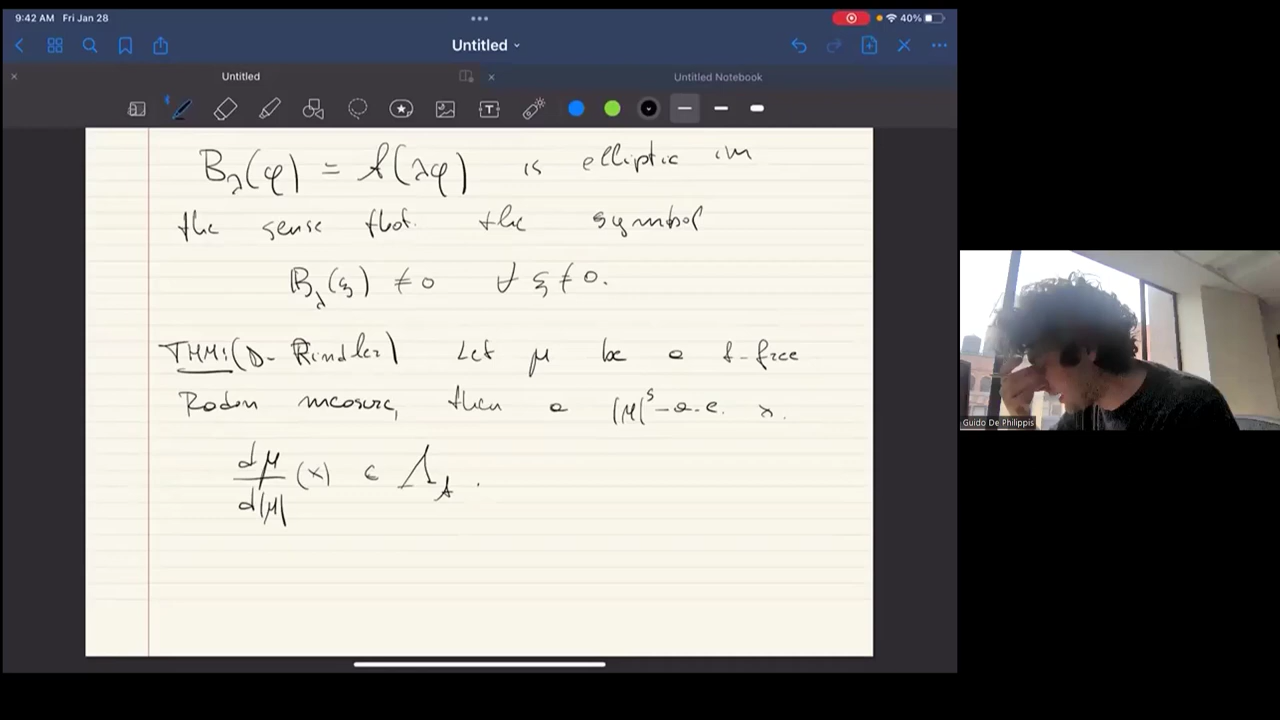 9:42 AM Fri Jan 28
40%
Untitled
Untitled
Untitled Notebook
B_λ(φ) = A(λφ) is elliptic in
the sense that. the symbol
𝔹_λ(ξ) ≠ 0 ∀ ξ ≠ 0.
THM: (D- Rindler) Let μ be a A-free
Radon measure, then a |μ|^s-a.e. x.
dμ/d|μ| (x) ∈ Λ_A .
Guido De Philippis